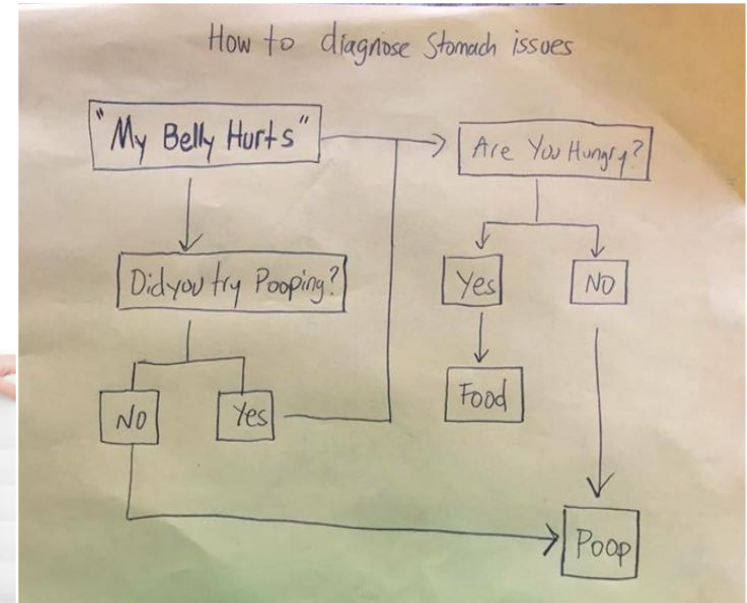 How to diagnose Stomach issues
"My Belly Hurts"
Are You Hungry?
Did you try Pooping?
Yes
NO
Food
NO
Yes
Poop